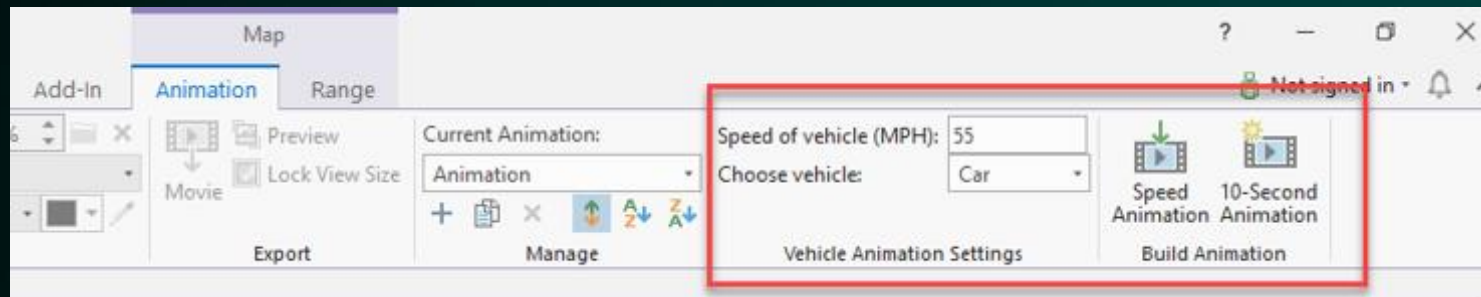 Map
?
Add-In
Animation
Range
Not signed in
%
Preview
Lock View Size
Movie
Export
Current Animation:
Animation
Manage
Speed of vehicle (MPH): 55
Choose vehicle: Car
Vehicle Animation Settings
Speed
Animation
10-Second
Animation
Build Animation